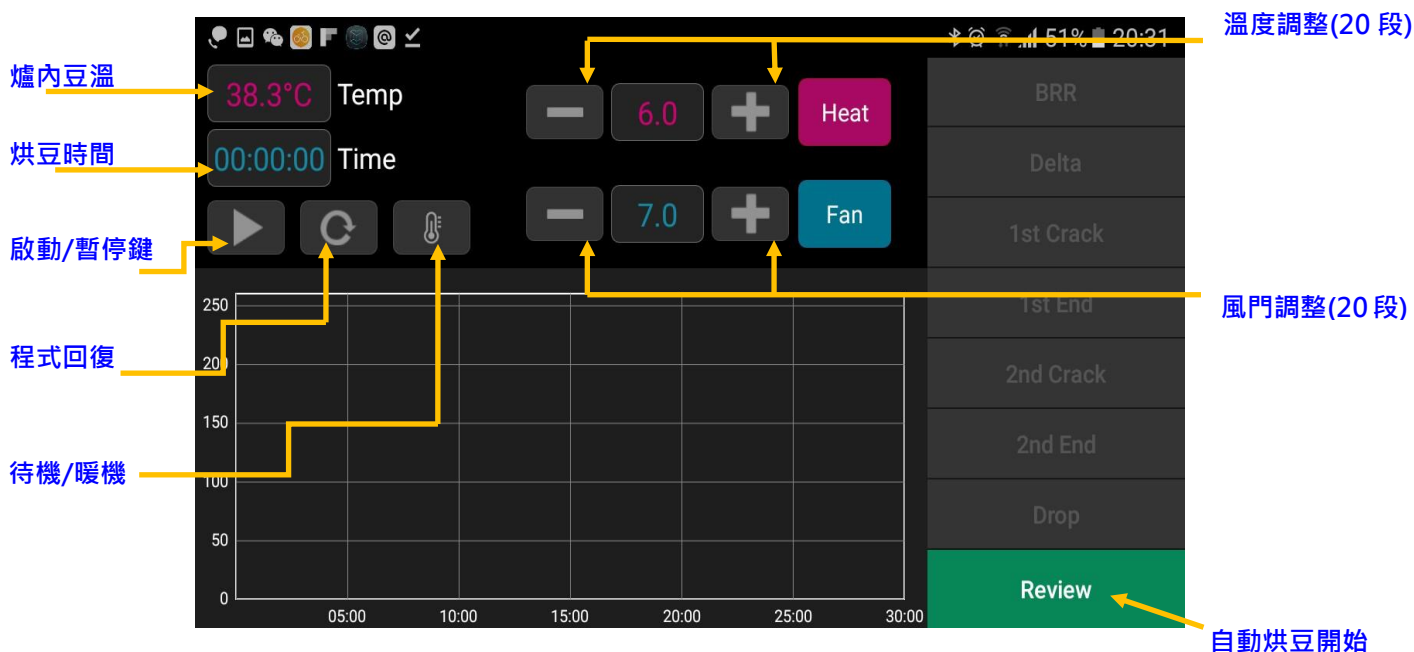 溫度調整(20 段)
51% 20:31
爐內豆溫
38.3°C Temp
6.0
Heat
BRR
烘豆時間
00:00:00 Time
Delta
7.0
Fan
啟動/暫停鍵
1st Crack
250
1st End
風門調整(20 段)
程式回復
200
2nd Crack
150
2nd End
待機/暖機
100
Drop
50
Review
0
05:00 10:00 15:00 20:00 25:00 30:00
自動烘豆開始